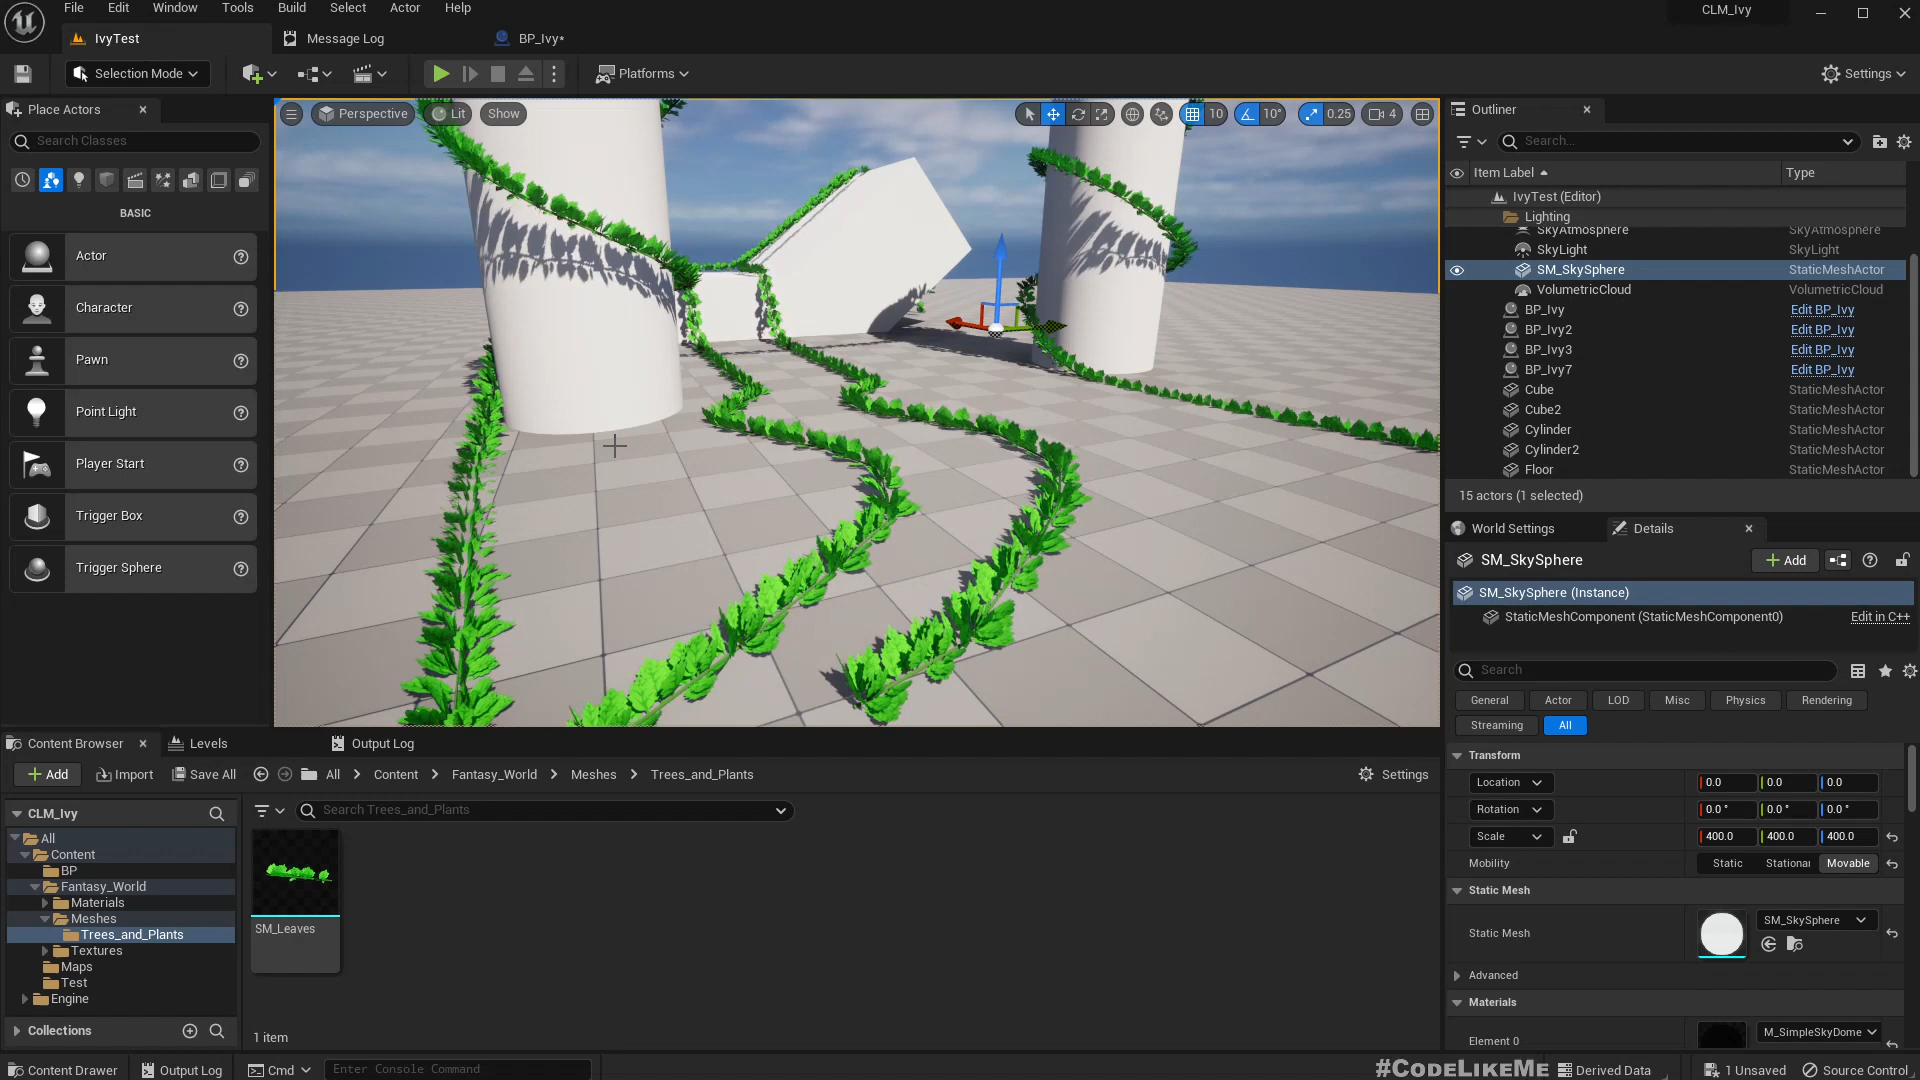 File Edit Window Tools Build Select Actor Help
CLM_Ivy
IvyTest
Message Log
BP_Ivy*
Selection Mode
Platforms
Settings
Place Actors
Search Classes
BASIC
Actor
Character
Pawn
Point Light
Player Start
Trigger Box
Trigger Sphere
Perspective
Lit
Show
10
10°
0.25
4
Outliner
Search...
Item Label
Type
IvyTest (Editor)
Lighting
SkyAtmosphere SkyAtmosphere
SkyLight SkyLight
SM_SkySphere StaticMeshActor
VolumetricCloud VolumetricCloud
BP_Ivy Edit BP_Ivy
BP_Ivy2 Edit BP_Ivy
BP_Ivy3 Edit BP_Ivy
BP_Ivy7 Edit BP_Ivy
Cube StaticMeshActor
Cube2 StaticMeshActor
Cylinder StaticMeshActor
Cylinder2 StaticMeshActor
Floor StaticMeshActor
15 actors (1 selected)
World Settings
Details
SM_SkySphere
Add
SM_SkySphere (Instance)
StaticMeshComponent (StaticMeshComponent0) Edit in C++
Search
General Actor LOD Misc Physics Rendering
Streaming All
Transform
Location 0.0 0.0 0.0
Rotation 0.0 ° 0.0 ° 0.0 °
Scale 400.0 400.0 400.0
Mobility Static Stationar Movable
Static Mesh
Static Mesh SM_SkySphere
Advanced
Materials
Element 0 M_SimpleSkyDome
Content Browser
Levels
Output Log
Add
Import
Save All
All > Content > Fantasy_World > Meshes > Trees_and_Plants
Settings
CLM_Ivy
Search Trees_and_Plants
All
Content
BP
Fantasy_World
Materials
Meshes
Trees_and_Plants
Textures
Maps
Test
Engine
Collections
SM_Leaves
1 item
Content Drawer
Output Log
Cmd
Enter Console Command
#CODELIKEME
Derived Data
1 Unsaved
Source Control